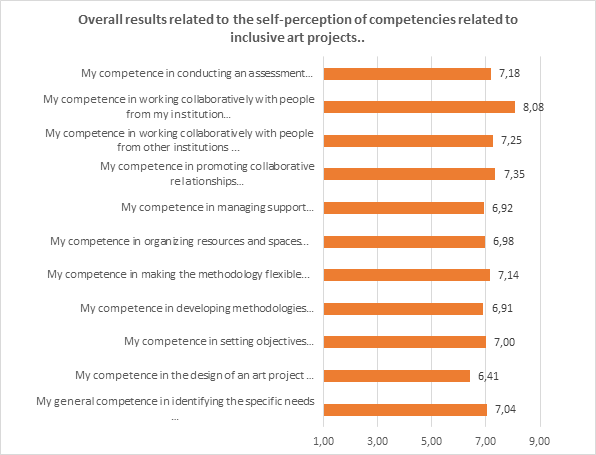 Overall results related to the self-perception of competencies related to
inclusive art projects..
My competence in conducting an assessment...
7,18
My competence in working collaboratively with people
from my institution...
8,08
My competence in working collaboratively with people
from other institutions ...
7,25
My competence in promoting collaborative
relationships...
7,35
My competence in managing support...
6,92
My competence in organizing resources and spaces...
6,98
My competence in making the methodology flexible...
7,14
My competence in developing methodologies...
6,91
My competence in setting objectives...
7,00
My competence in the design of an art project ...
6,41
My general competence in identifying the specific needs
...
7,04
1,00 3,00 5,00 7,00 9,00